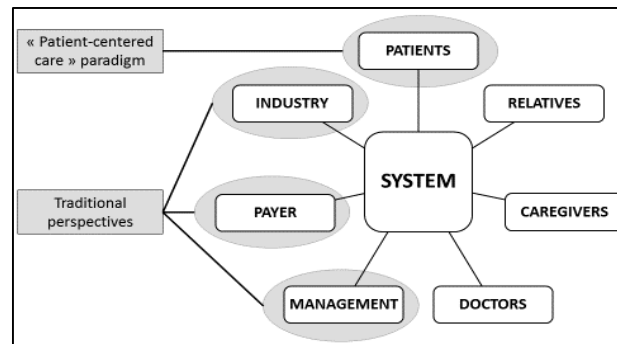 « Patient-centered
care » paradigm
PATIENTS
INDUSTRY
RELATIVES
SYSTEM
Traditional
perspectives
PAYER
CAREGIVERS
MANAGEMENT
DOCTORS